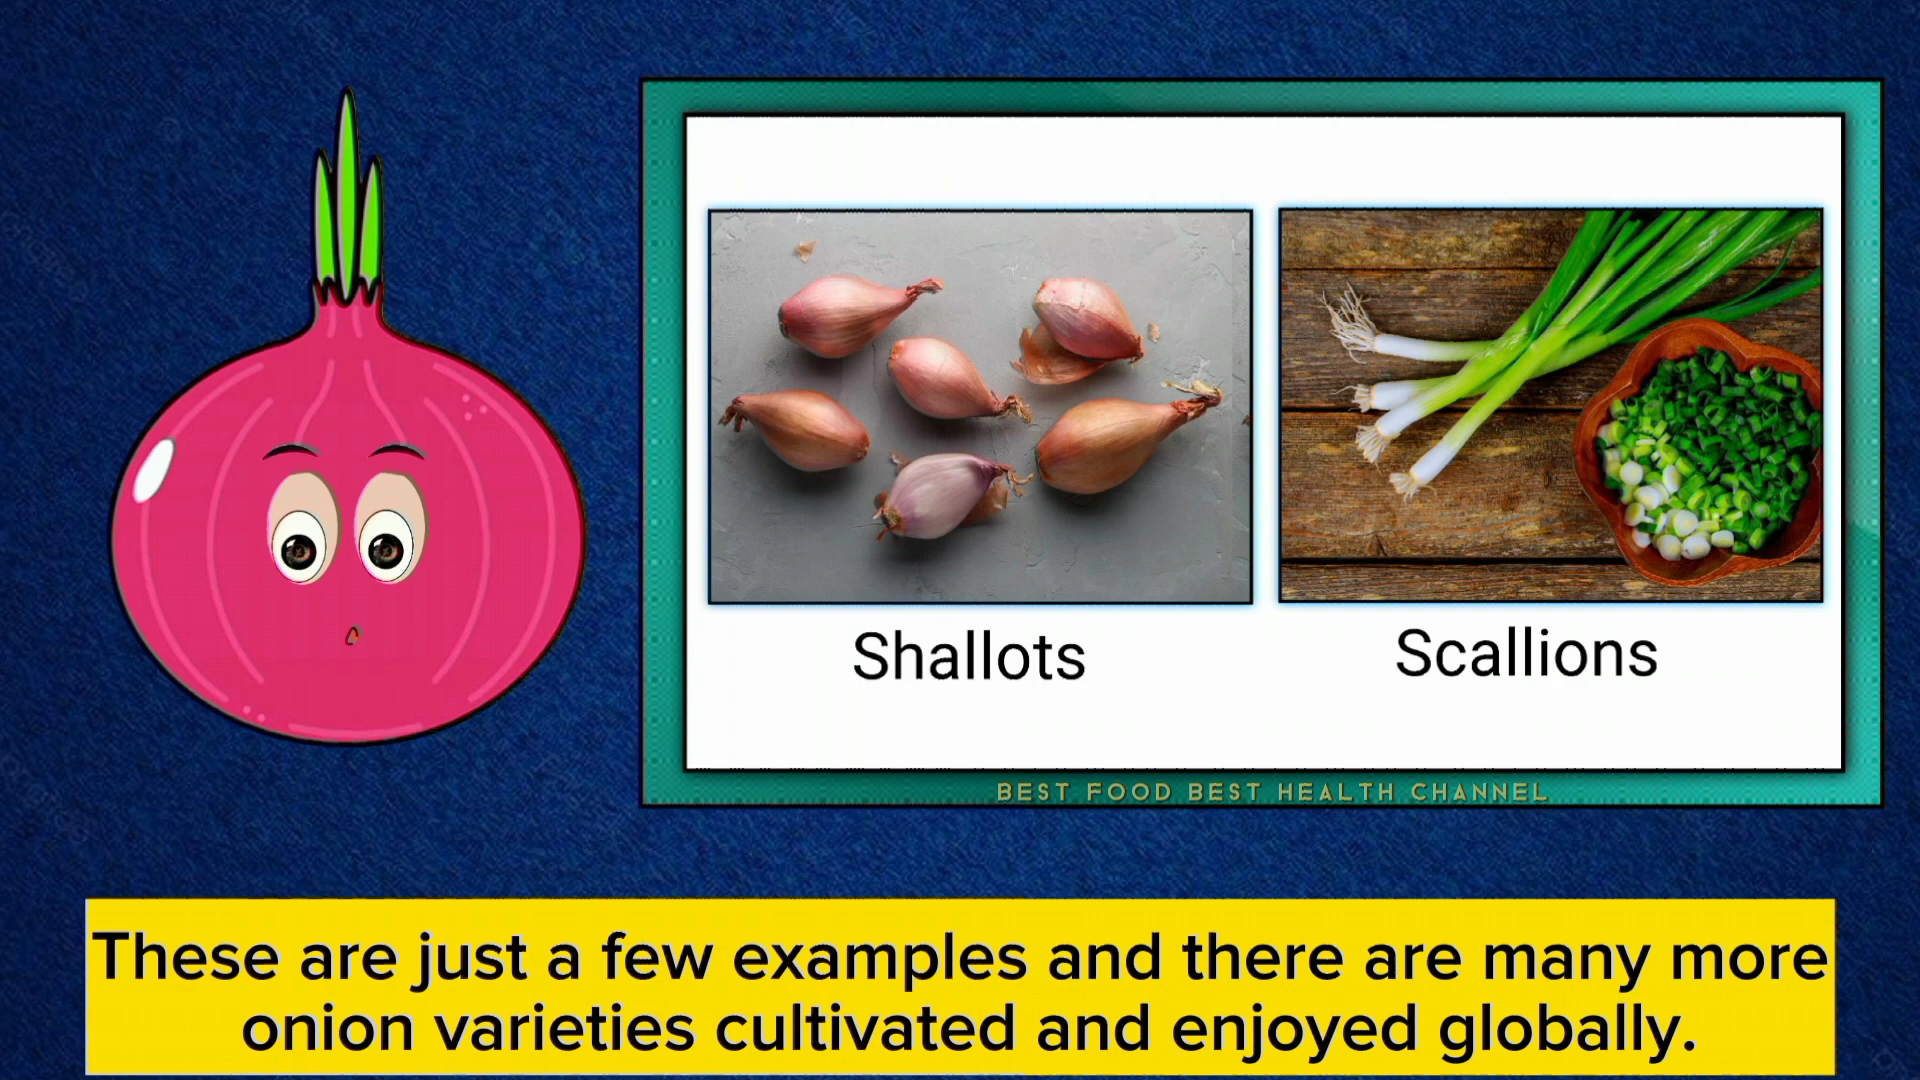 Shallots
Scallions
BEST FOOD BEST HEALTH CHANNEL
These are just a few examples and there are many more
onion varieties cultivated and enjoyed globally.